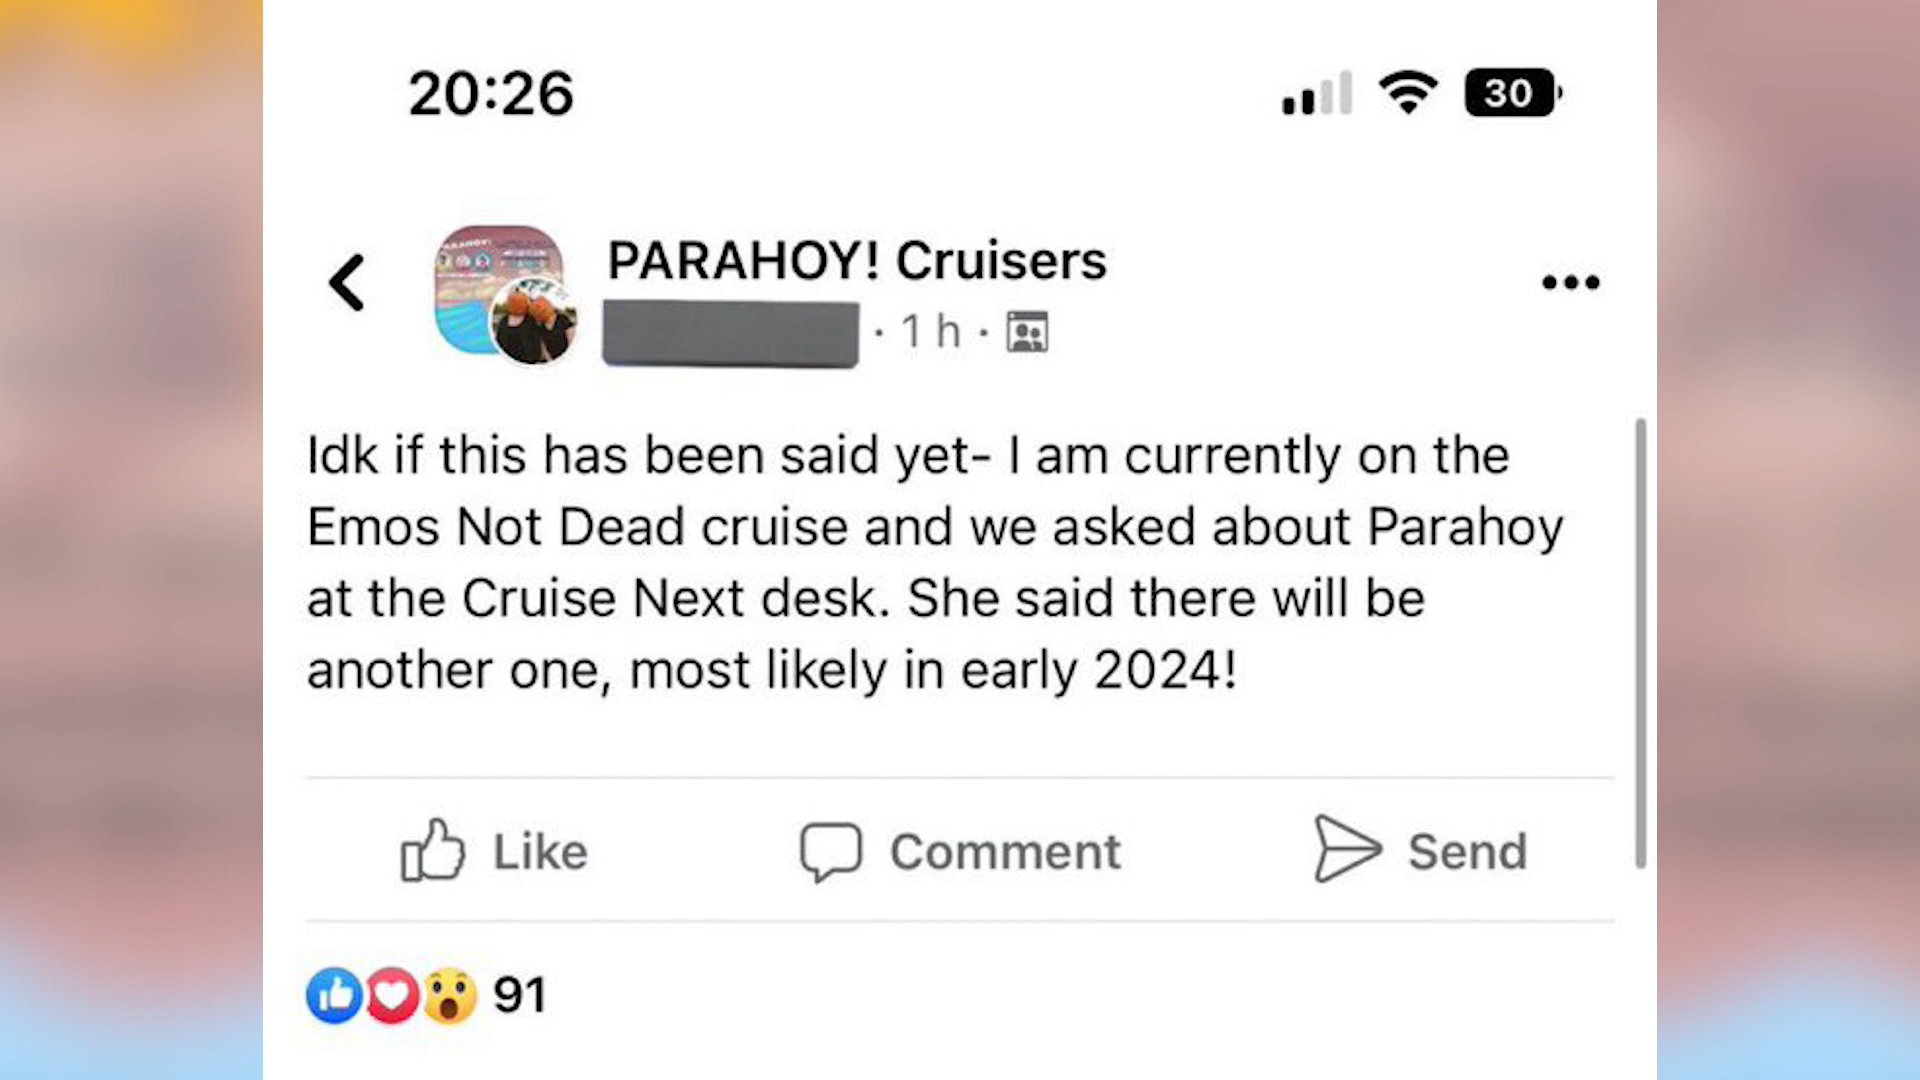 20:26
30
PARAHOY! Cruisers
· 1 h ·
Idk if this has been said yet- I am currently on the
Emos Not Dead cruise and we asked about Parahoy
at the Cruise Next desk. She said there will be
another one, most likely in early 2024!
Like
Comment
Send
91